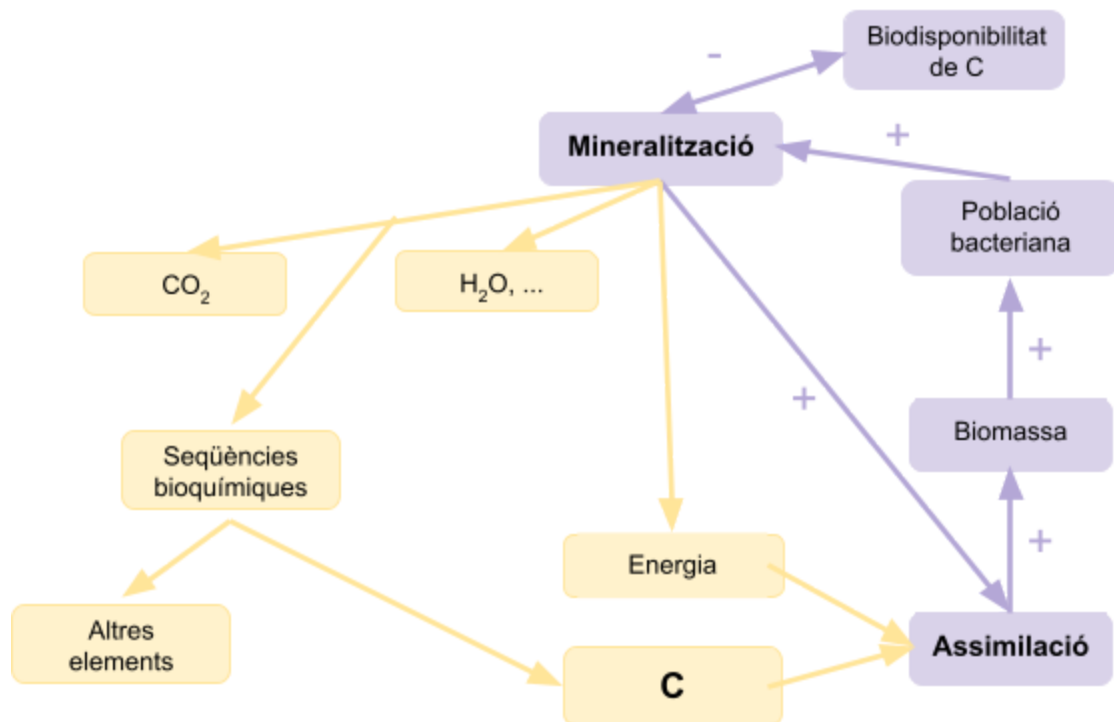 Biodisponibilitat
de C
-
Mineralització
+
Població
bacteriana
CO2
H2O, ...
+
+
Biomassa
Seqüències
bioquímiques
+
Energia
Altres
elements
Assimilació
C